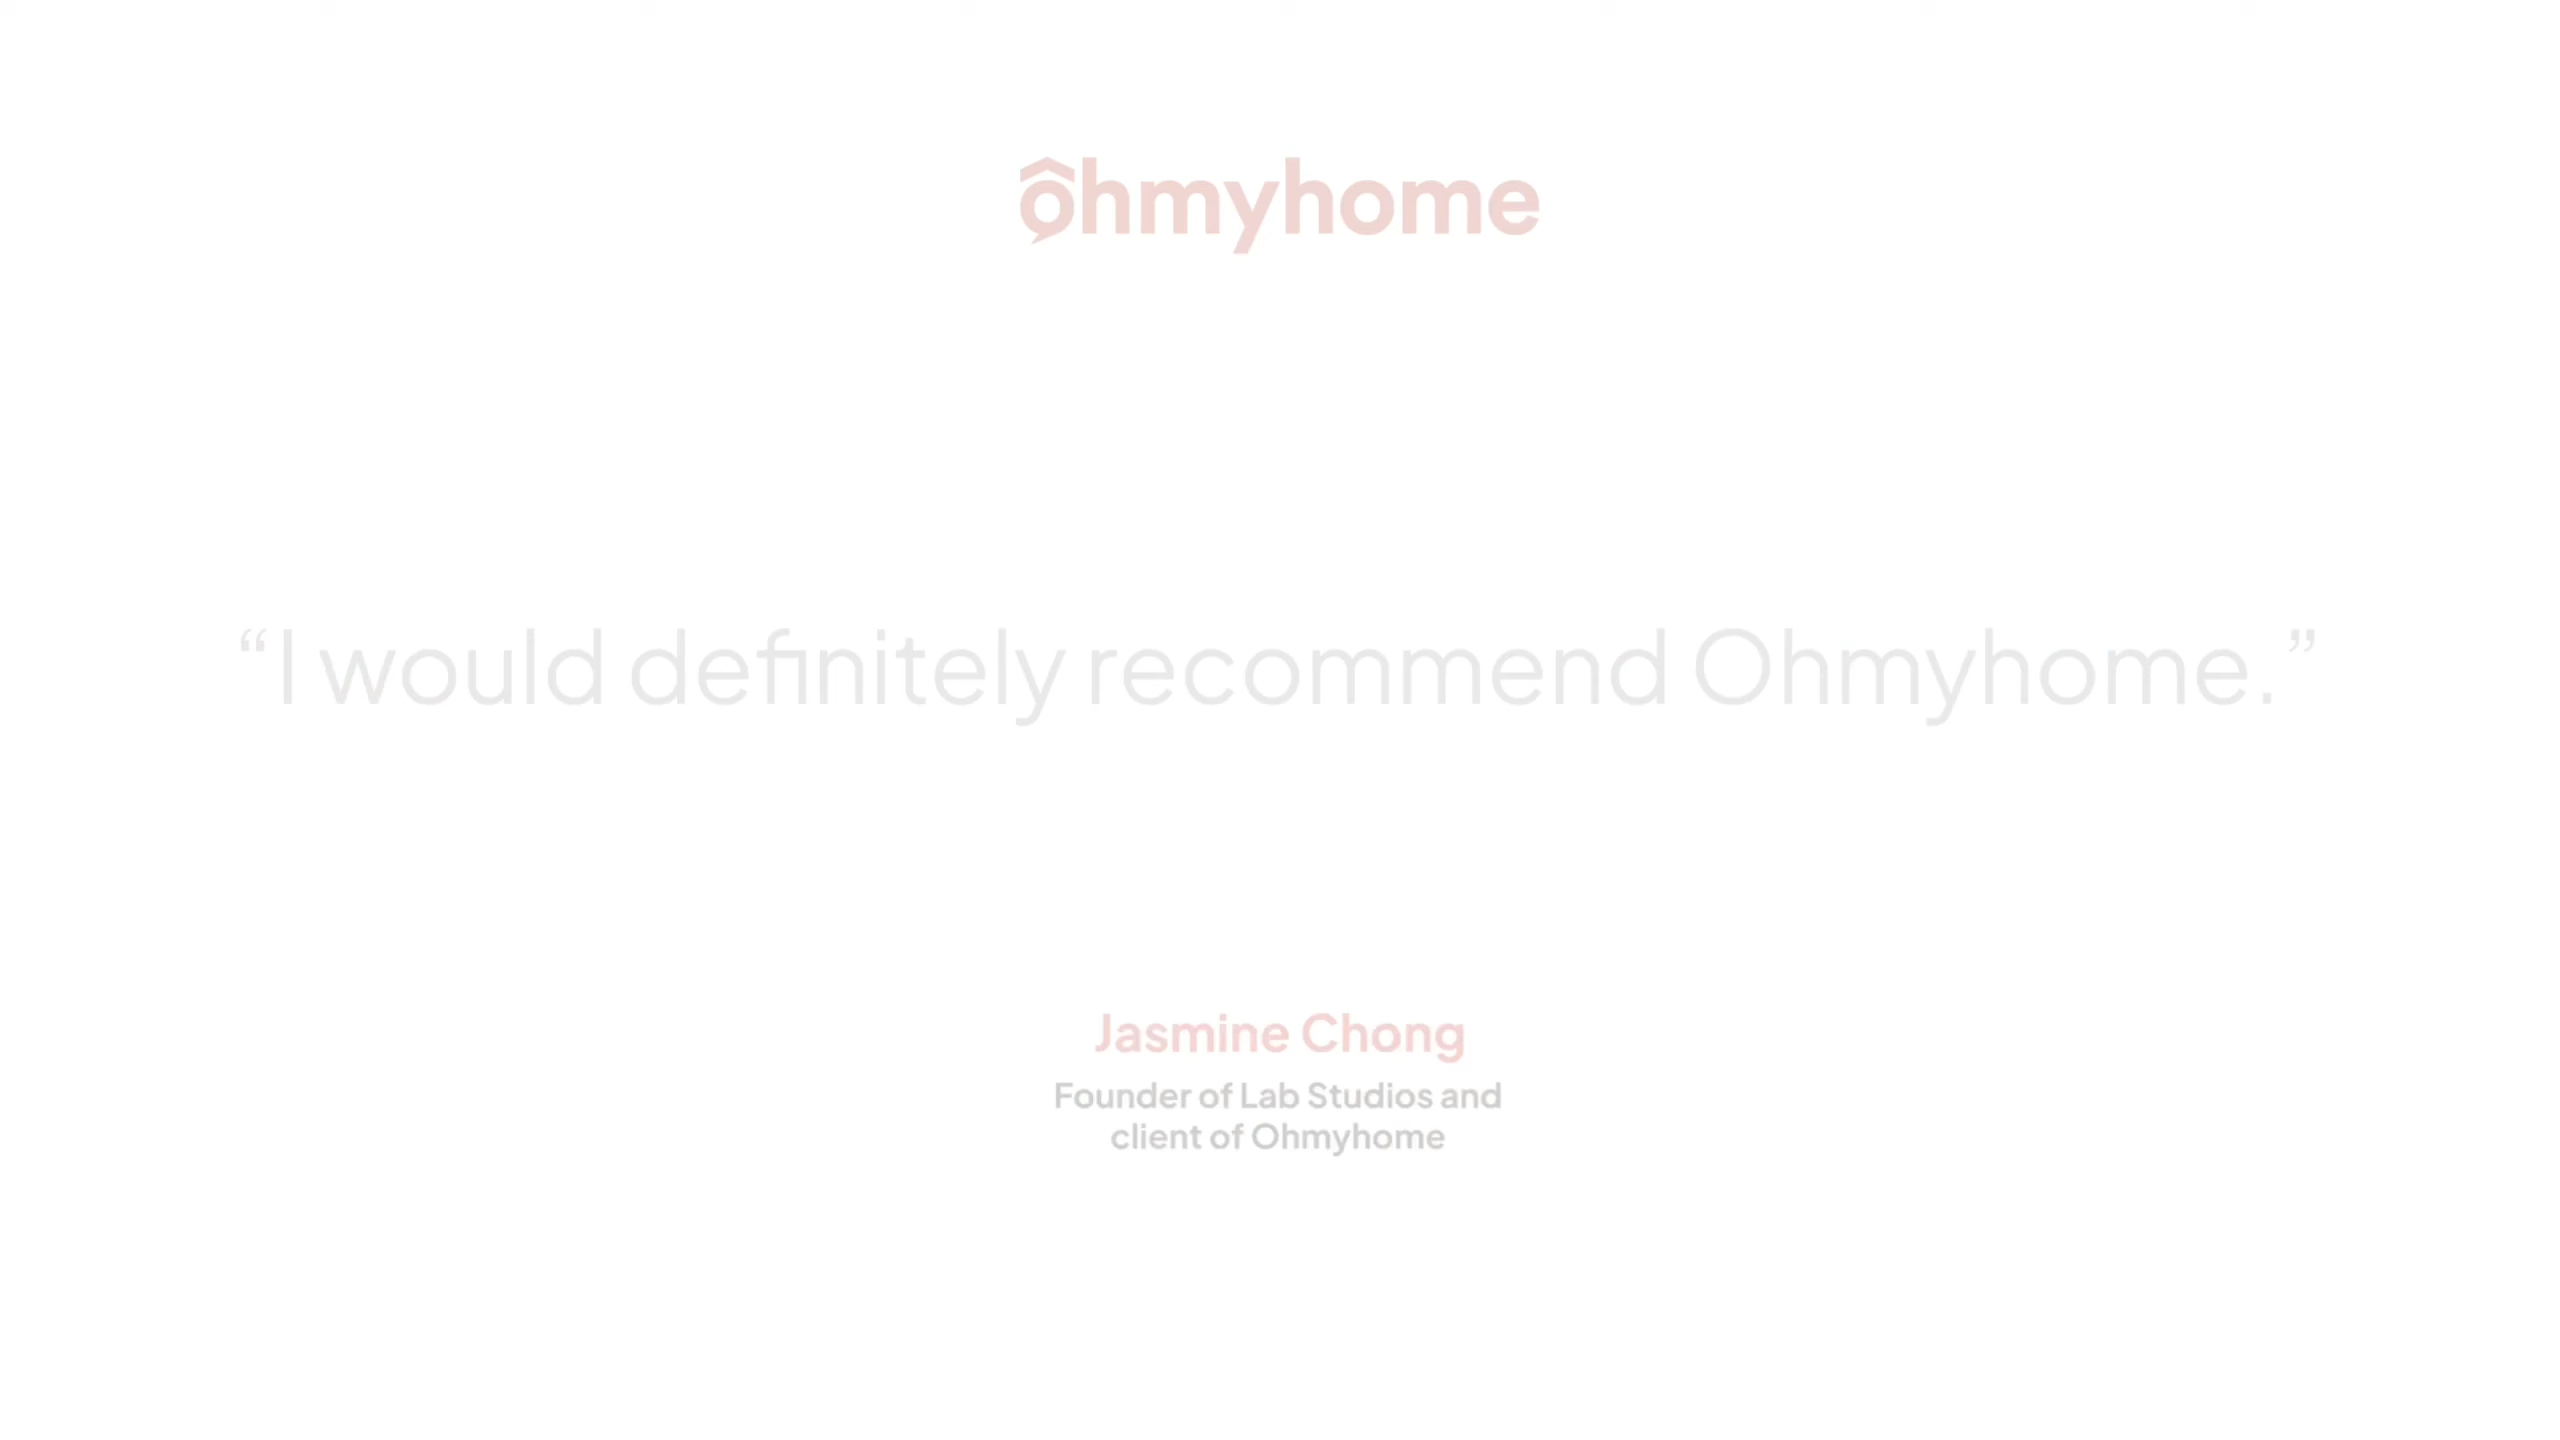 ohmyhome
“I would definitely recommend Ohmyhome.”
Jasmine Chong
Founder of Lab Studios and
client of Ohmyhome